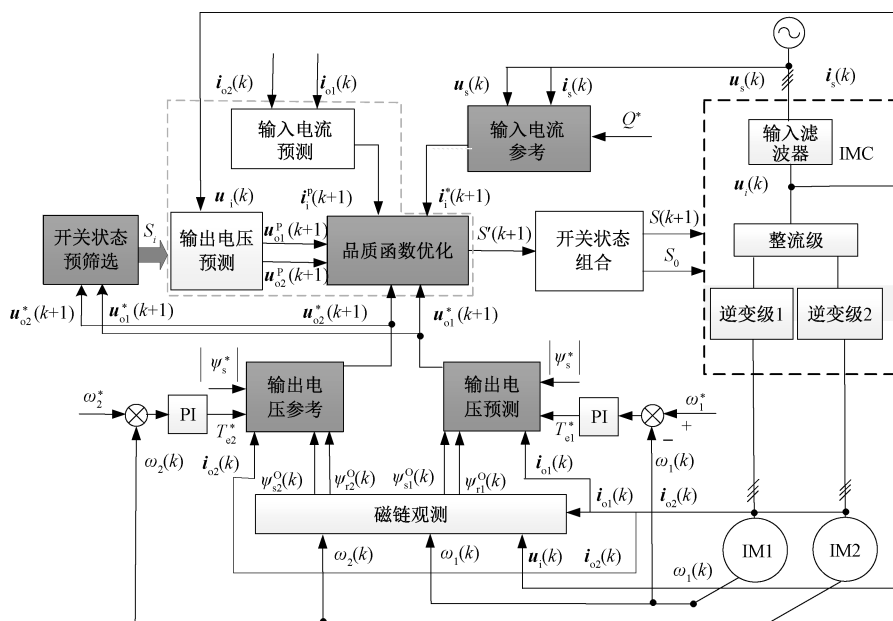 i_o2(k)
i_o1(k)
u_s(k)
i_s(k)
u_s(k)
i_s(k)
输入电流
预测
输入电流
参考
Q*
输入滤
波器
IMC
u_i(k)
i_i^p(k+1)
i_i^*(k+1)
u_i(k)
开关状态
预筛选
S_i
输出电压
预测
u_o1^P(k+1)
u_o2^P(k+1)
品质函数优化
S′(k+1)
开关状态
组合
S(k+1)
S_0
整流级
逆变级1
逆变级2
u_o2^*(k+1)
u_o1^*(k+1)
u_o2^*(k+1)
u_o1^*(k+1)
|ψ_s^*|
|ψ_s^*|
输出电
压参考
输出电
压预测
ω_2^*
PI
T_e2^*
T_e1^*
PI
ω_1^*
+
−
ω_2(k)
i_o2(k)
ψ_s2^O(k)
ψ_r2^O(k)
ψ_s1^O(k)
ψ_r1^O(k)
i_o1(k)
ω_1(k)
磁链观测
i_o1(k)
i_o2(k)
ω_2(k)
ω_1(k)
u_i(k)
i_o2(k)
ω_1(k)
IM1
IM2